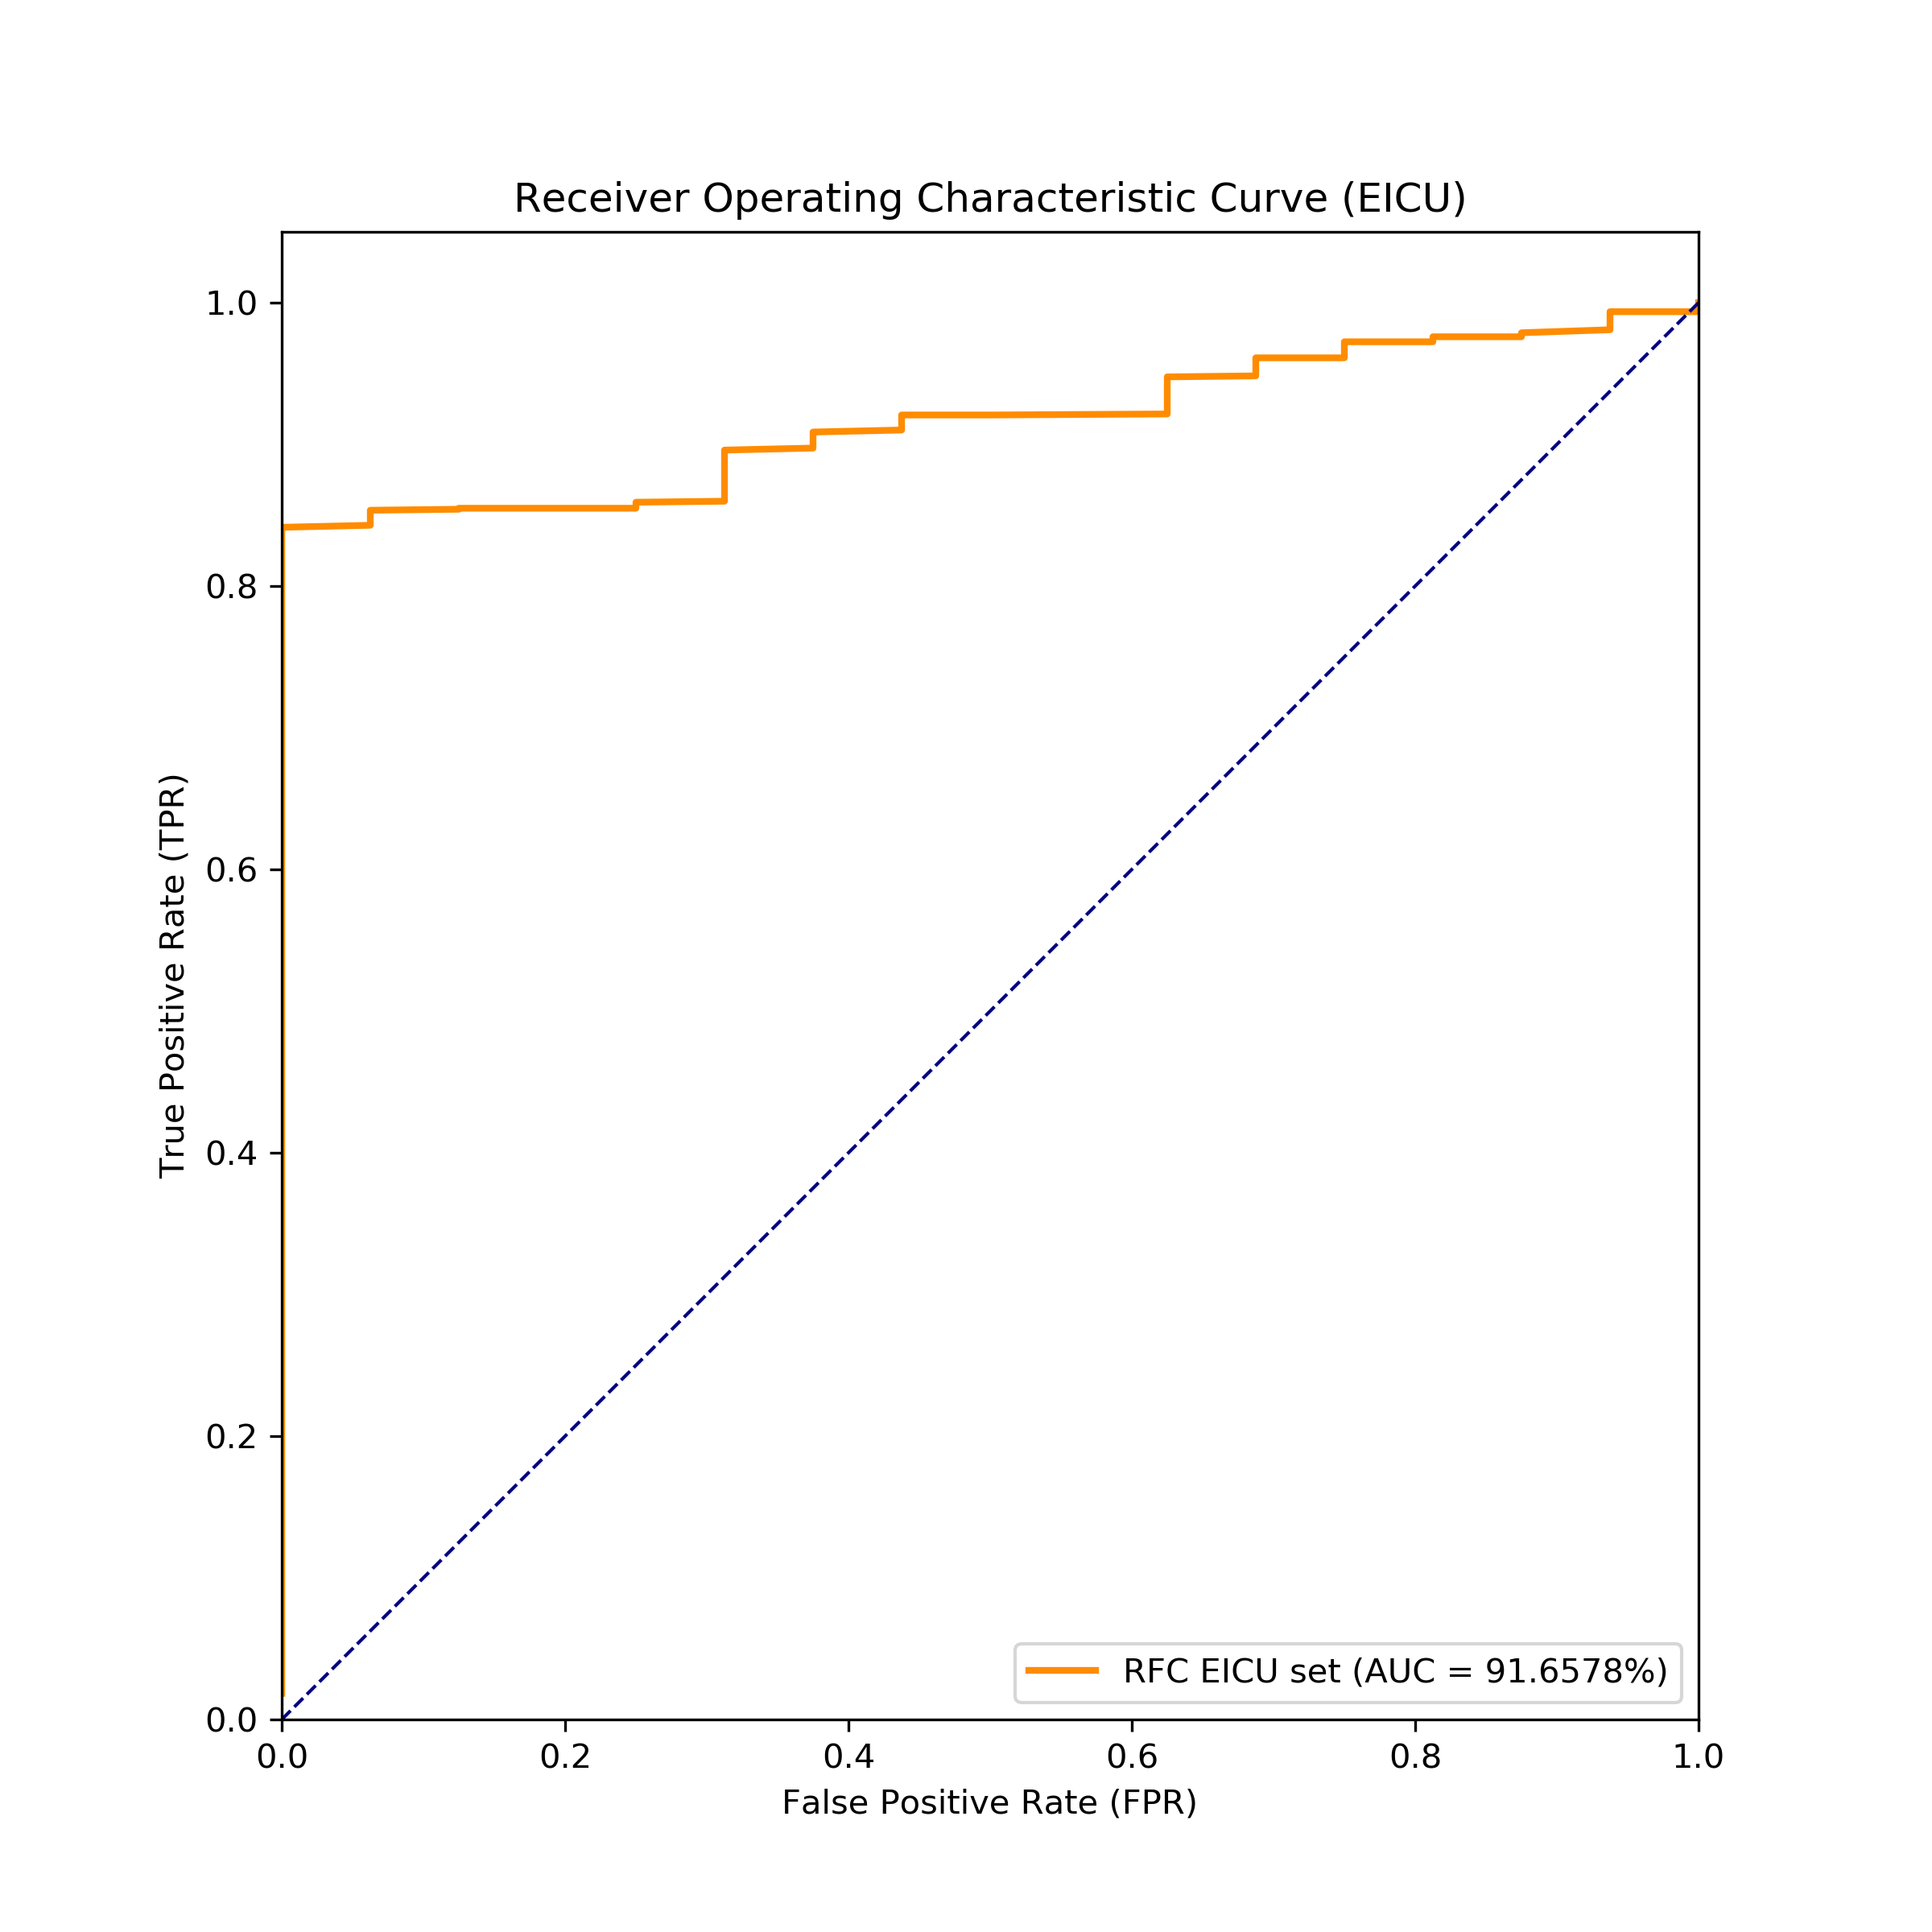 Receiver Operating Characteristic Curve (EICU)
1.0
0.8
0.6
0.4
0.2
0.0
True Positive Rate (TPR)
RFC EICU set (AUC = 91.6578%)
0.0 0.2 0.4 0.6 0.8 1.0
False Positive Rate (FPR)